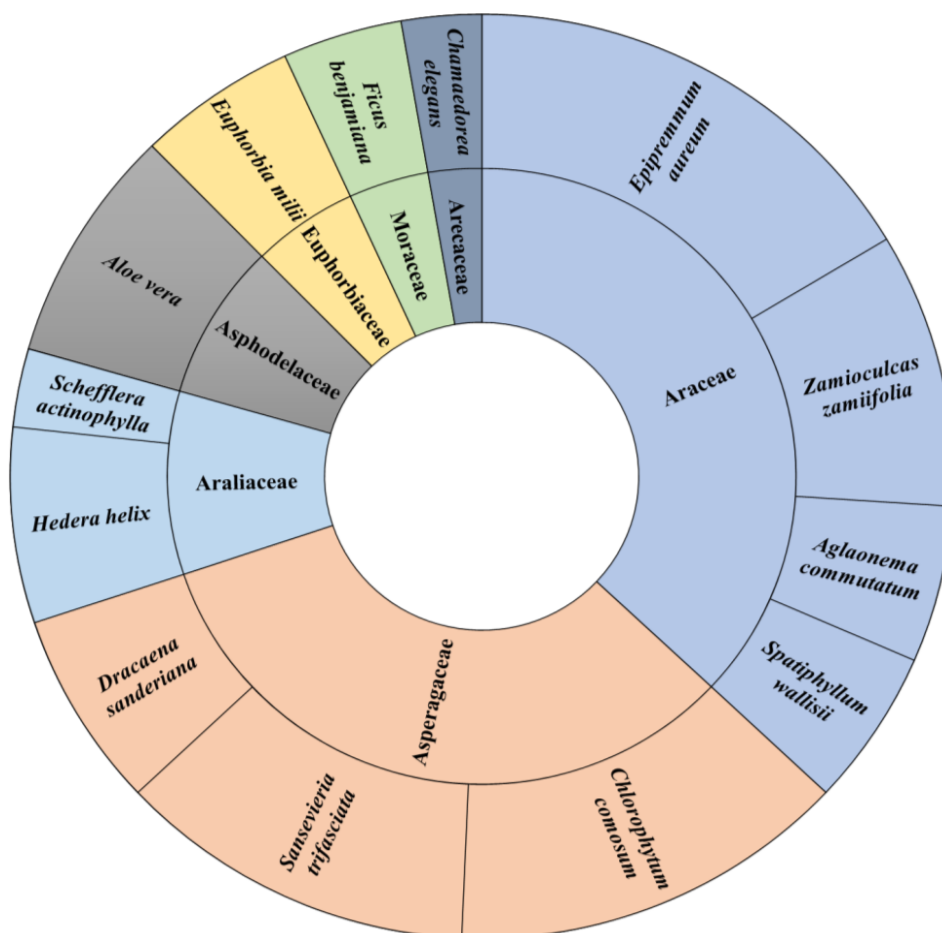 Epipremmum
aureum
Zamioculcas
zamiifolia
Aglaonema
commutatum
Spatiphyllum
wallisii
Chlorophytum
comosum
Sansevieria
trifasciata
Dracaena
sanderiana
Hedera helix
Schefflera
actinophylla
Aloe vera
Euphorbia milii
Ficus
benjamiana
Chamaedorea
elegans
Araceae
Asperagaceae
Araliaceae
Asphodelaceae
Euphorbiaceae
Moraceae
Arecaceae